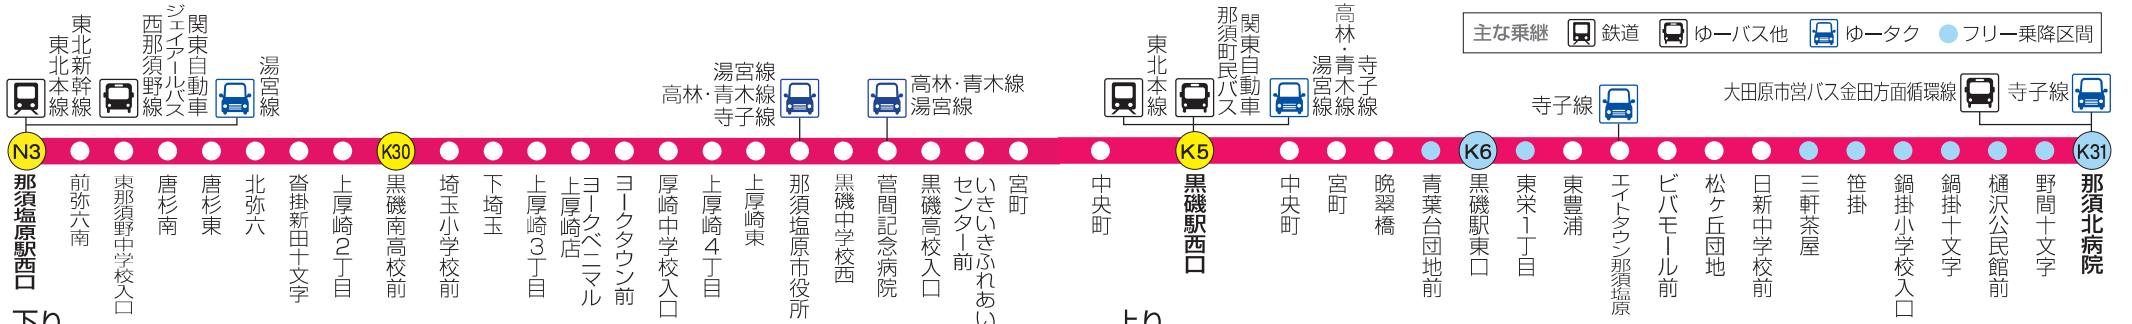 主な乗継 鉄道 ゆーバス他 ゆータク フリー乗降区間
東北新幹線
東北本線
関東自動車
ジェイアールバス
西那須野線
湯宮線
湯宮線
高林・青木線
寺子線
高林・青木線
湯宮線
東北本線
関東自動車
那須町民バス
寺子線
高林・青木線
湯宮線
寺子線
大田原市営バス金田方面循環線
寺子線
N3
K30
K5
K6
K31
那須塩原駅西口
前弥六南
東那須野中学校入口
唐杉南
唐杉東
北弥六
沓掛新田十文字
上厚崎2丁目
黒磯南高校前
埼玉小学校前
下埼玉
上厚崎3丁目
ヨークベニマル
上厚崎店
ヨークタウン前
厚崎中学校入口
上厚崎4丁目
上厚崎東
那須塩原市役所
黒磯中学校西
菅間記念病院
黒磯高校入口
いきいきふれあい
センター前
宮町
中央町
黒磯駅西口
中央町
宮町
晩翠橋
青葉台団地前
黒磯駅東口
東栄1丁目
東豊浦
エイトタウン那須塩原
ビバモール前
松ヶ丘団地
日新中学校前
三軒茶屋
笹掛
鍋掛小学校入口
鍋掛十文字
樋沢公民館前
野間十文字
那須北病院
下り
上り